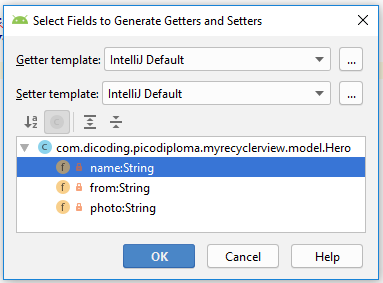 Select Fields to Generate Getters and Setters
Getter template: IntelliJ Default ...
Setter template: IntelliJ Default ...
com.dicoding.picodiploma.myrecyclerview.model.Hero
name:String
from:String
photo:String
OK Cancel Help